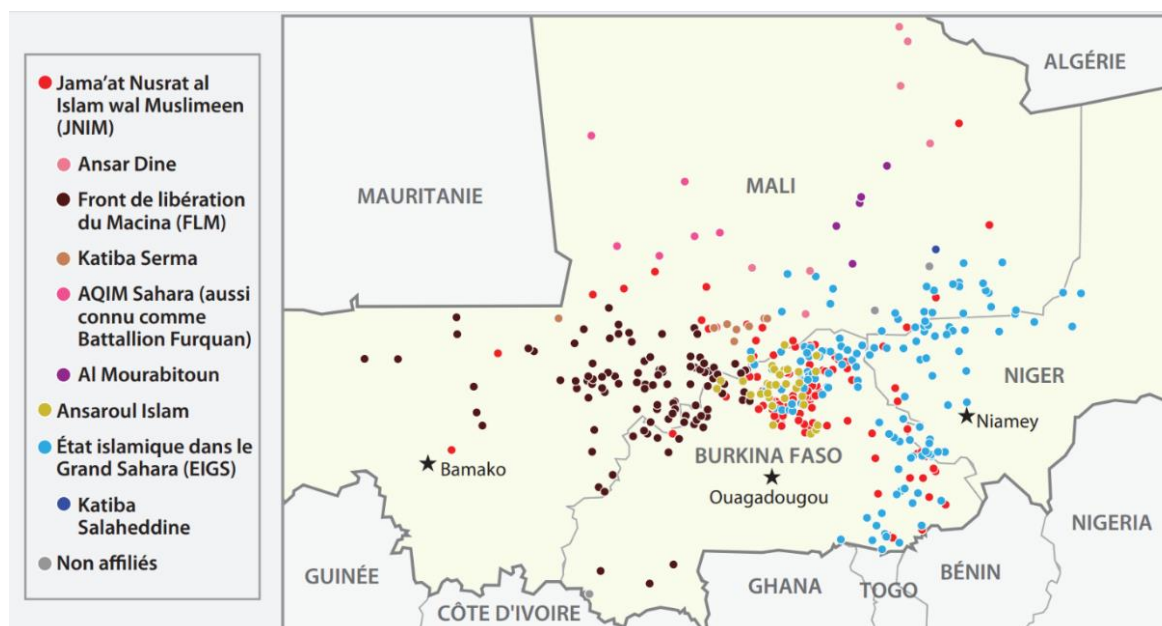 Jama’at Nusrat al
Islam wal Muslimeen
(JNIM)
Ansar Dine
Front de libération
du Macina (FLM)
Katiba Serma
AQIM Sahara (aussi
connu comme
Battallion Furquan)
Al Mourabitoun
Ansaroul Islam
État islamique dans le
Grand Sahara (EIGS)
Katiba
Salaheddine
Non affiliés
ALGÉRIE
MAURITANIE
MALI
NIGER
Niamey
BURKINA FASO
Bamako
Ouagadougou
NIGERIA
BÉNIN
GUINÉE
GHANA
TOGO
CÔTE D'IVOIRE